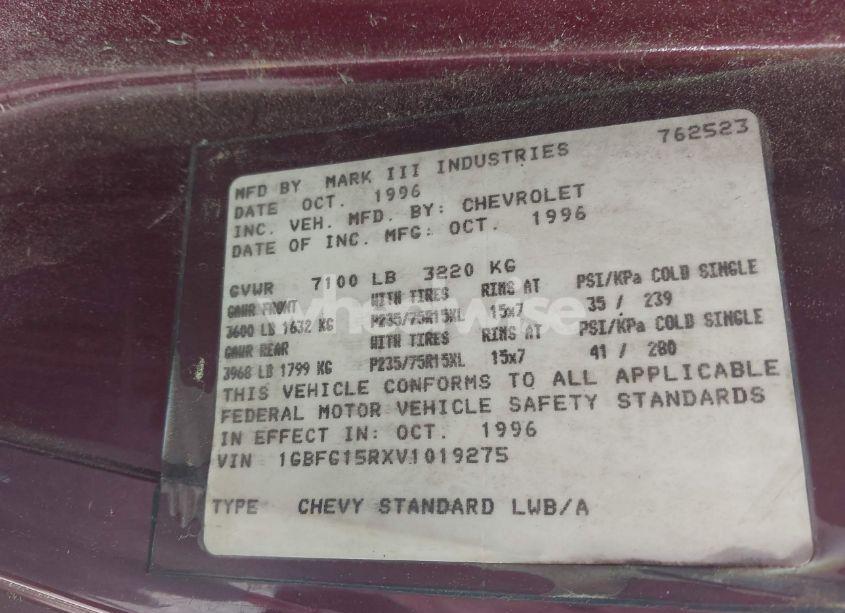 762523
MFD BY MARK III INDUSTRIES
DATE OCT. 1996
INC. VEH. MFD. BY: CHEVROLET
DATE OF INC. MFG: OCT. 1996
GVWR 7100 LB 3220 KG
GAWR FRONT WITH TIRES RIMS AT PSI/KPa COLD SINGLE
3600 LB 1632 KG P235/75R15XL 15x7 35 / 239
GAWR REAR WITH TIRES RIMS AT PSI/KPa COLD SINGLE
3968 LB 1799 KG P235/75R15XL 15x7 41 / 280
THIS VEHICLE CONFORMS TO ALL APPLICABLE
FEDERAL MOTOR VEHICLE SAFETY STANDARDS
IN EFFECT IN: OCT. 1996
VIN 1GBFG15RXV1019275
TYPE CHEVY STANDARD LWB/A